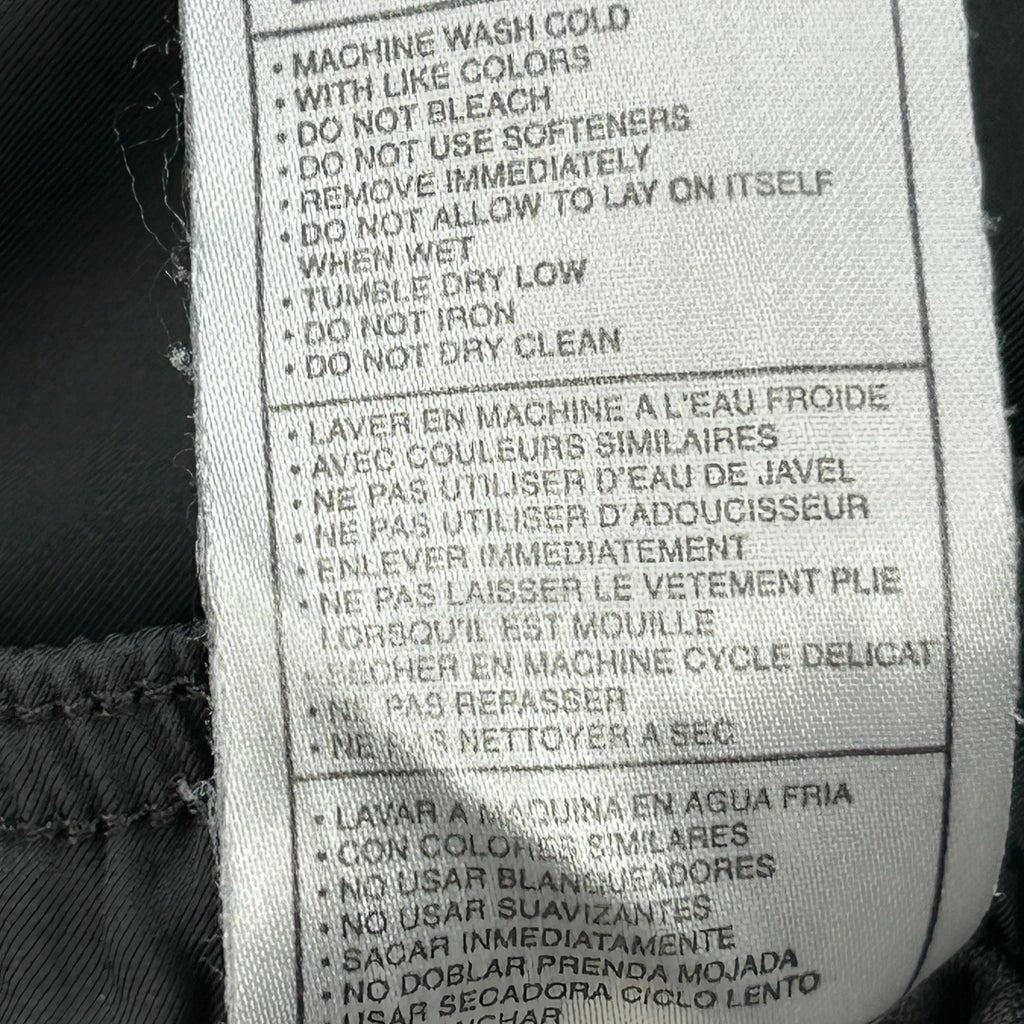 • MACHINE WASH COLD
• WITH LIKE COLORS
• DO NOT BLEACH
• DO NOT USE SOFTENERS
• REMOVE IMMEDIATELY
• DO NOT ALLOW TO LAY ON ITSELF
WHEN WET
• TUMBLE DRY LOW
• DO NOT IRON
• DO NOT DRY CLEAN
• LAVER EN MACHINE A L'EAU FROIDE
• AVEC COULEURS SIMILAIRES
• NE PAS UTILISER D'EAU DE JAVEL
• NE PAS UTILISER D'ADOUCISSEUR
• ENLEVER IMMEDIATEMENT
• NE PAS LAISSER LE VETEMENT PLIE
LORSQU'IL EST MOUILLE
SECHER EN MACHINE CYCLE DELICAT
• NE PAS REPASSER
• NE PAS NETTOYER A SEC
• LAVAR A MAQUINA EN AGUA FRIA
• CON COLORES SIMILARES
• NO USAR BLANQUEADORES
• NO USAR SUAVIZANTES
• SACAR INMEDIATAMENTE
• NO DOBLAR PRENDA MOJADA
USAR SECADORA CICLO LENTO